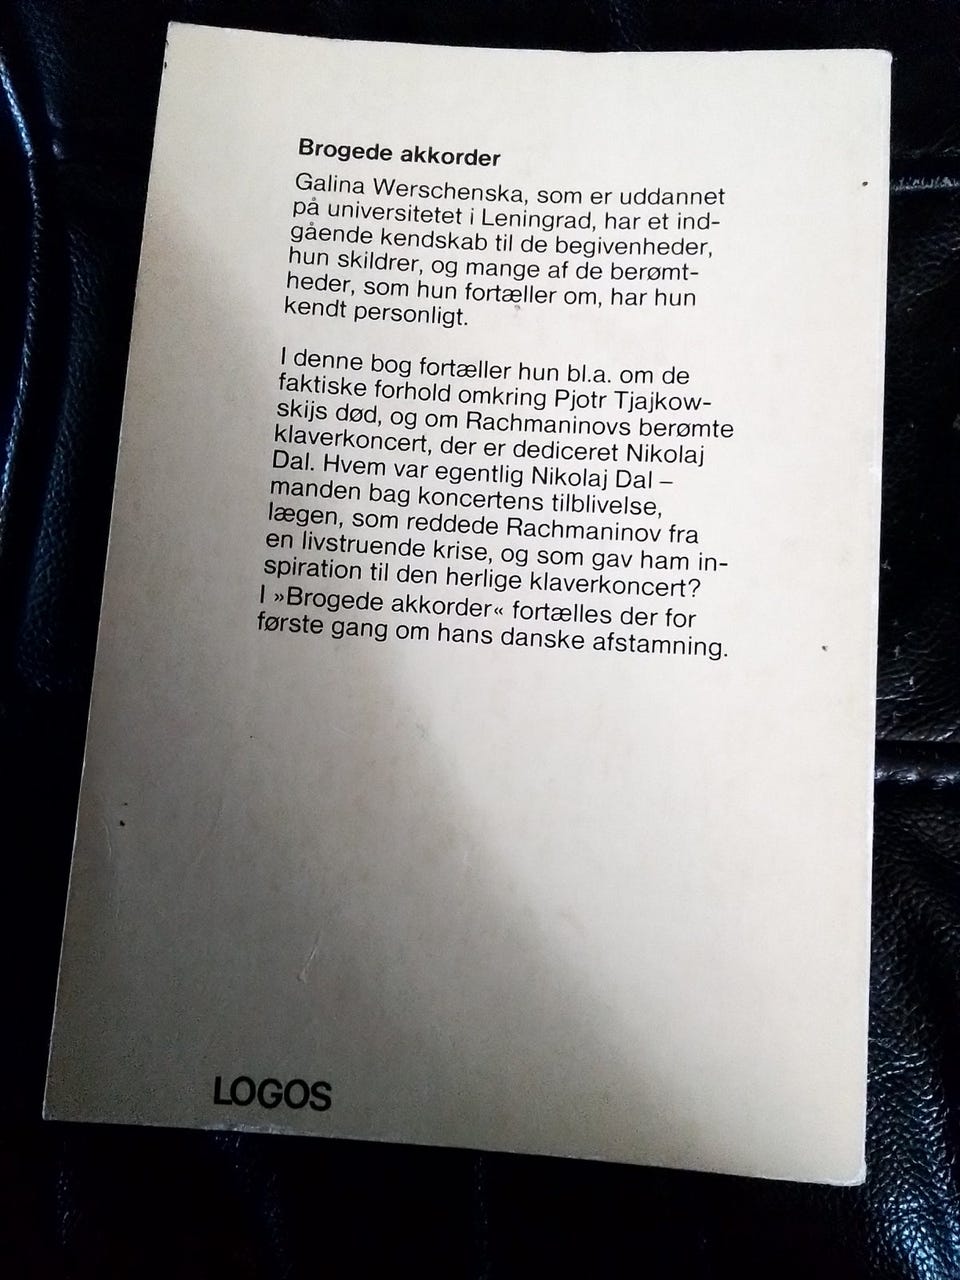 Brogede akkorder
Galina Werschenska, som er uddannet
på universitetet i Leningrad, har et ind-
gående kendskab til de begivenheder,
hun skildrer, og mange af de berømt-
heder, som hun fortæller om, har hun
kendt personligt.
I denne bog fortæller hun bl.a. om de
faktiske forhold omkring Pjotr Tjajkow-
skijs død, og om Rachmaninovs berømte
klaverkoncert, der er dediceret Nikolaj
Dal. Hvem var egentlig Nikolaj Dal –
manden bag koncertens tilblivelse,
lægen, som reddede Rachmaninov fra
en livstruende krise, og som gav ham in-
spiration til den herlige klaverkoncert?
I »Brogede akkorder« fortælles der for
første gang om hans danske afstamning.
LOGOS